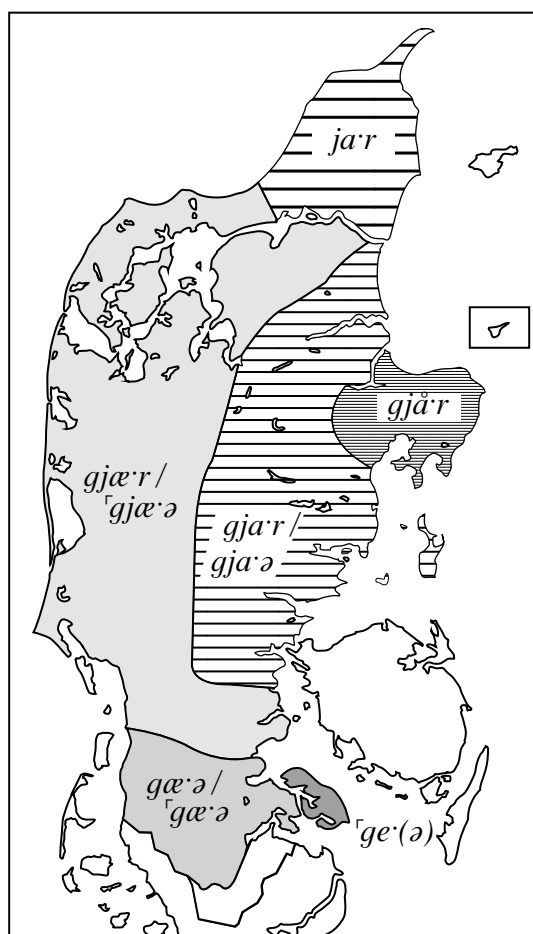 ja·r
gjå·r
gjæ·r /
⌜gjæ·ə
gja·r /
gja·ə
gæ·ə /
⌜gæ·ə
⌜ge·(ə)